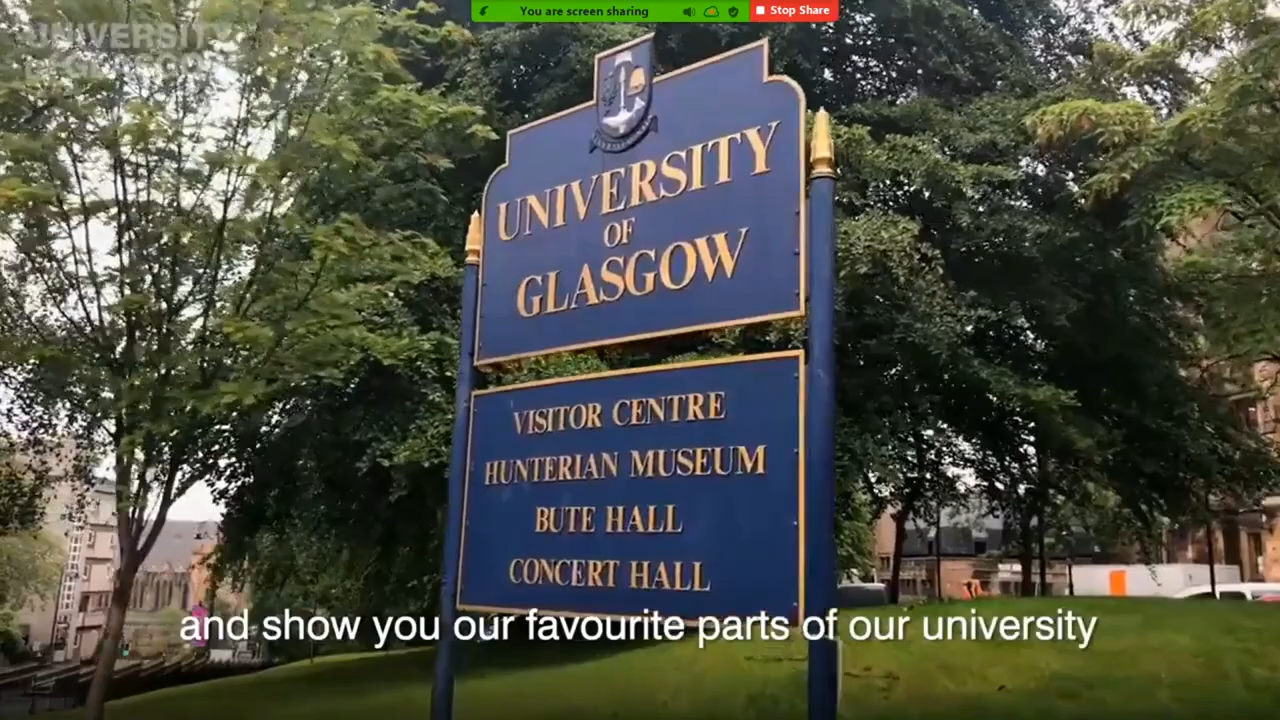 You are screen sharing
Stop Share
UNIVERSITY
UNIVERSITY
OF
GLASGOW
VISITOR CENTRE
HUNTERIAN MUSEUM
BUTE HALL
CONCERT HALL
and show you our favourite parts of our university